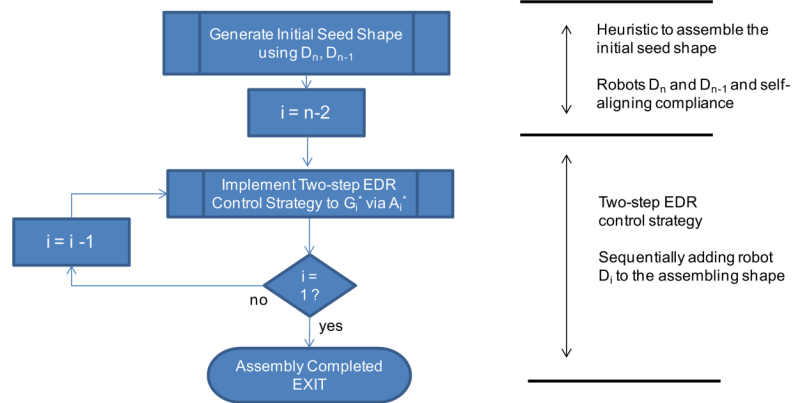 Generate Initial Seed Shape
using Dn, Dn-1
i = n-2
Implement Two-step EDR
Control Strategy to Gi* via Ai*
i = i -1
i =
1 ?
no
yes
Assembly Completed
EXIT
Heuristic to assemble the
initial seed shape
Robots Dn and Dn-1 and self-
aligning compliance
Two-step EDR
control strategy
Sequentially adding robot
Di to the assembling shape